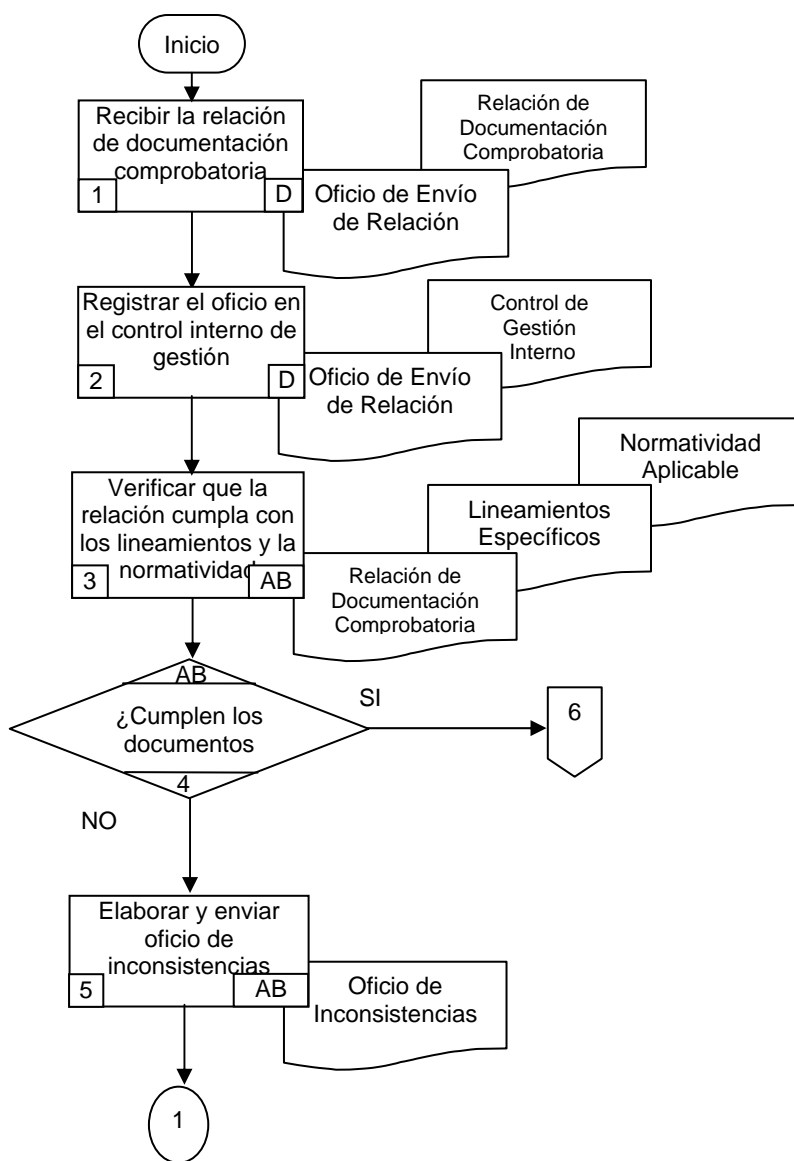 Inicio
Recibir la relación
de documentación
comprobatoria
1
D
Relación de
Documentación
Comprobatoria
Oficio de Envío
de Relación
Registrar el oficio en
el control interno de
gestión
2
D
Control de
Gestión
Interno
Oficio de Envío
de Relación
Verificar que la
relación cumpla con
los lineamientos y la
normatividad
3
AB
Normatividad
Aplicable
Lineamientos
Específicos
Relación de
Documentación
Comprobatoria
AB
¿Cumplen los
documentos
4
SI
6
NO
Elaborar y enviar
oficio de
inconsistencias
5
AB
Oficio de
Inconsistencias
1